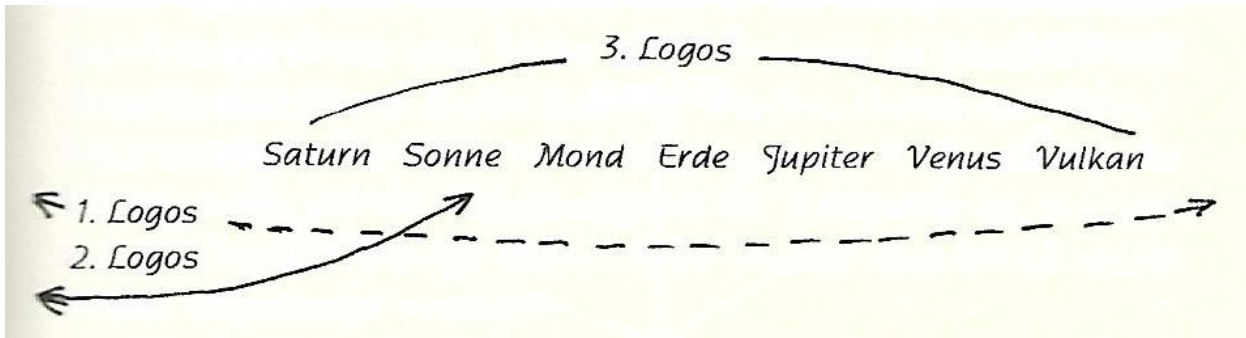 3. Logos
Saturn Sonne Mond Erde Jupiter Venus Vulkan
1. Logos
2. Logos